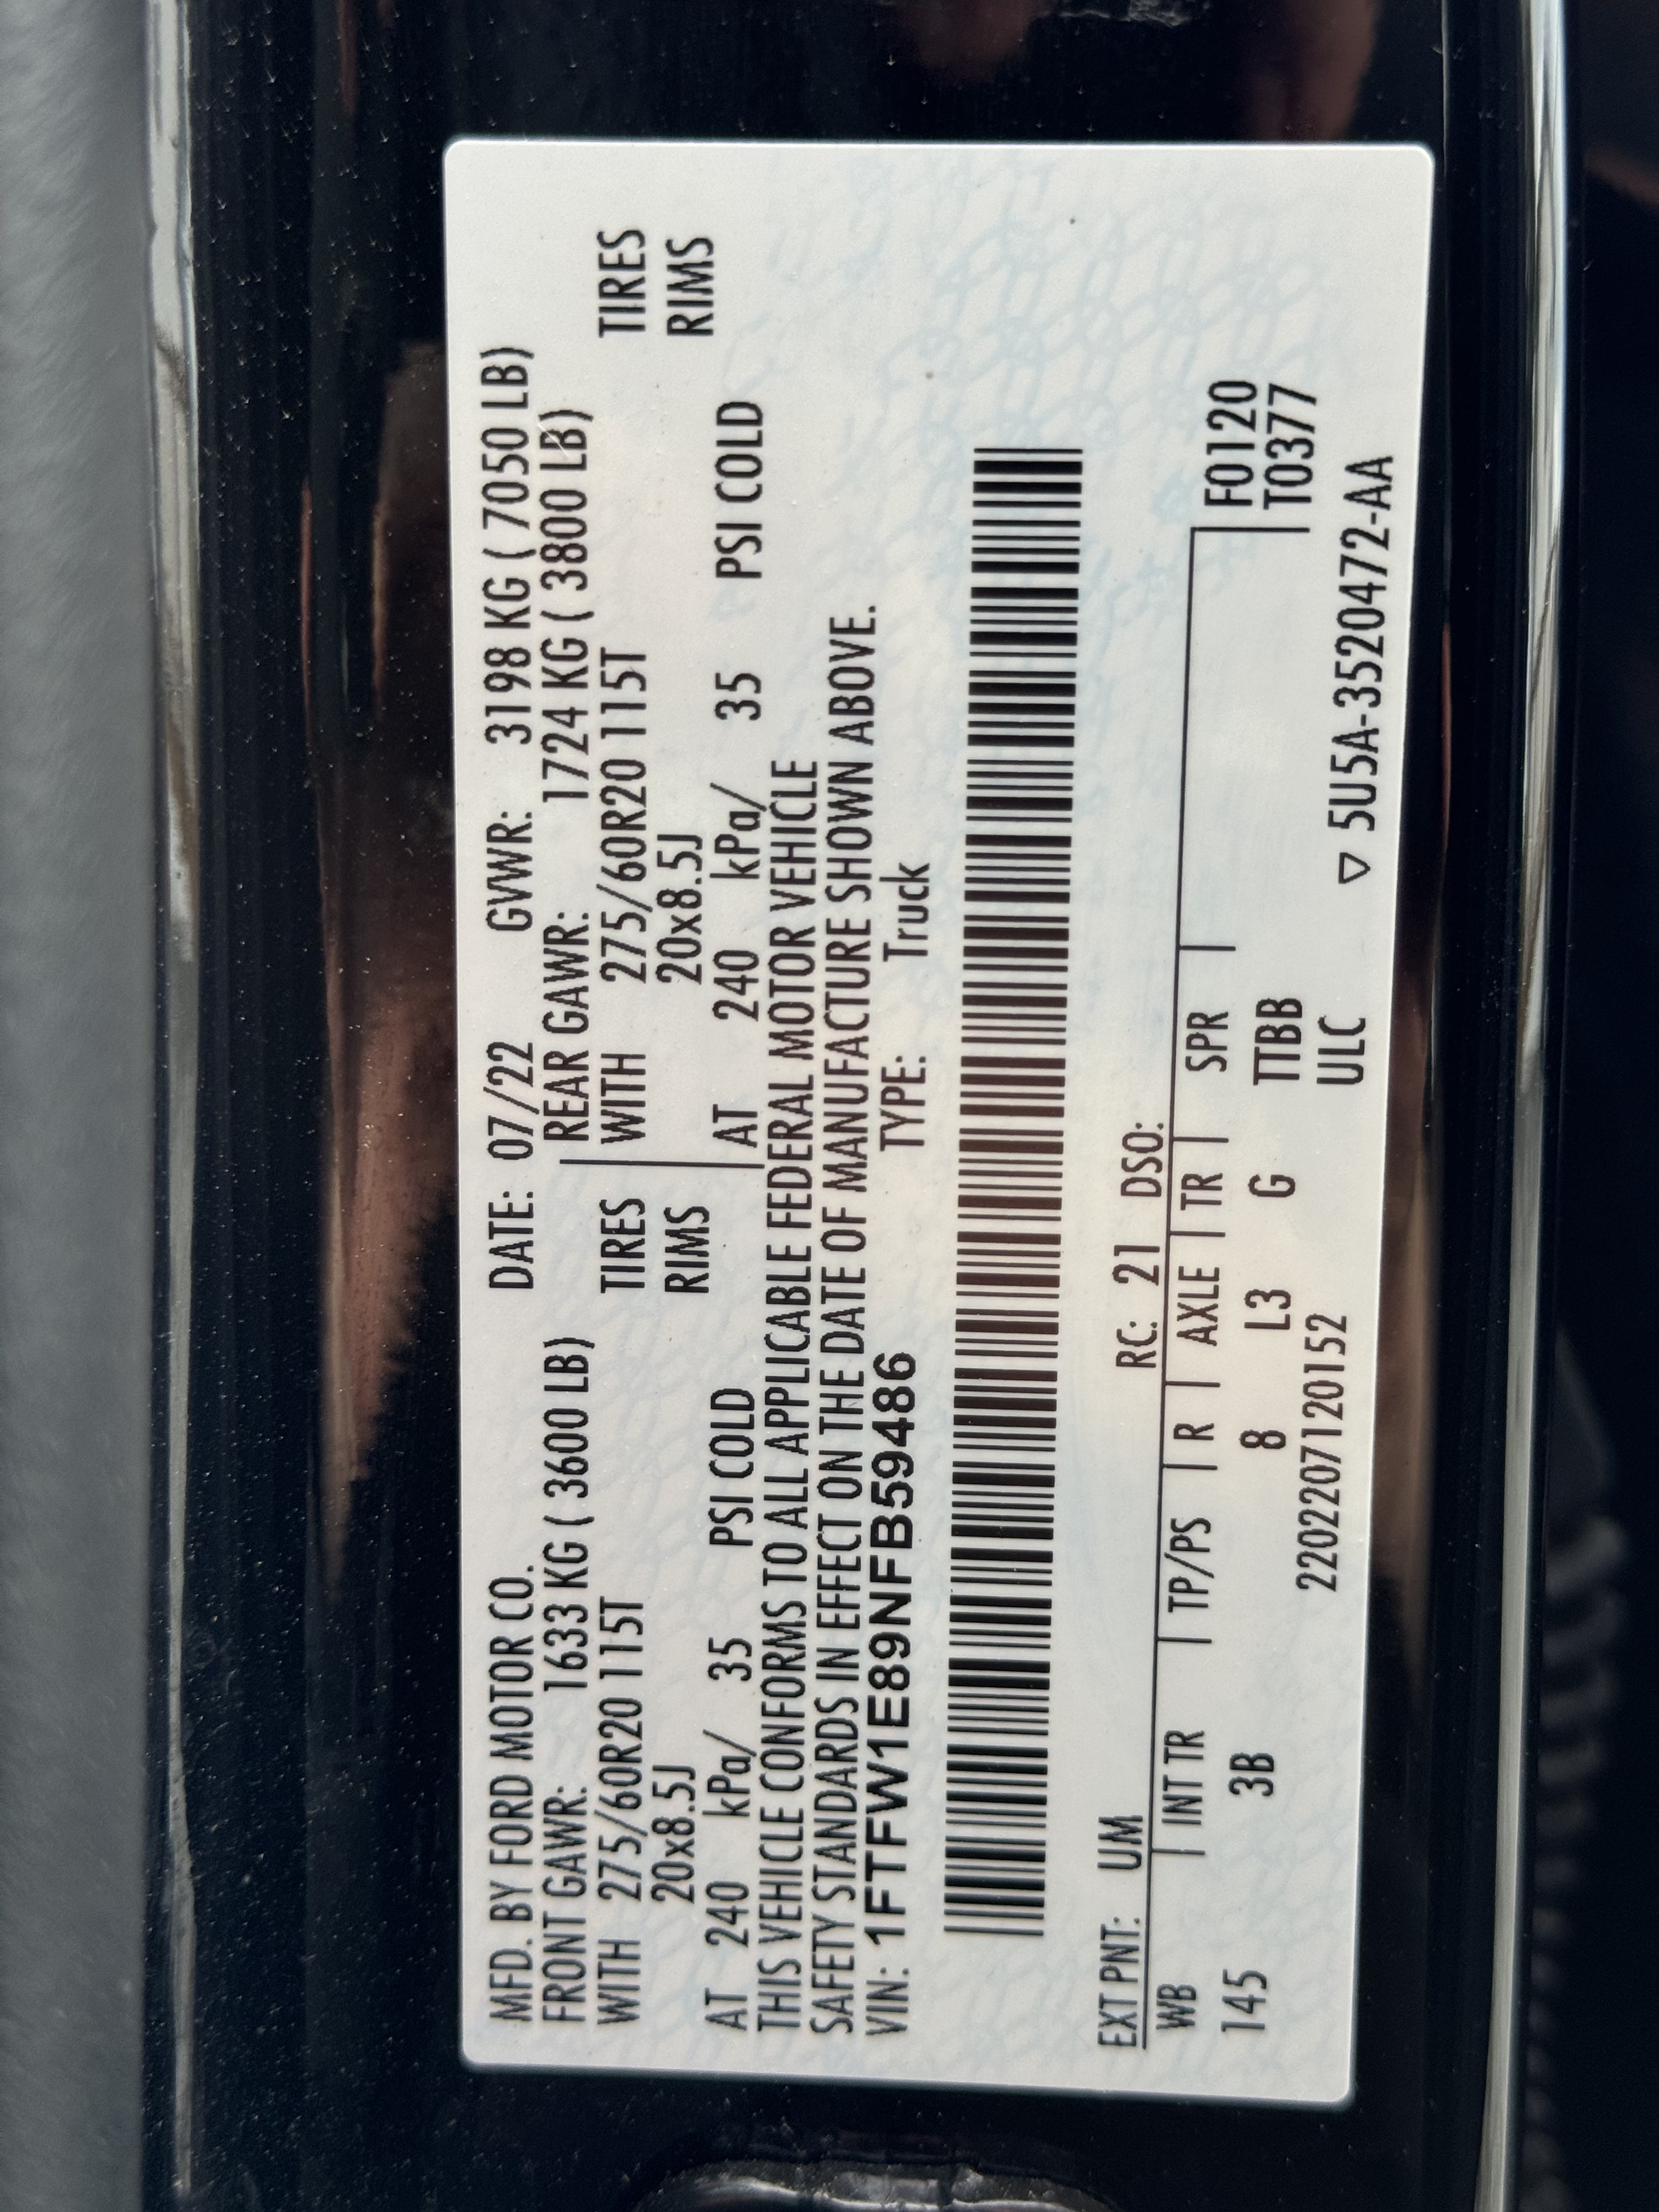 MFD. BY FORD MOTOR CO. DATE: 07/22 GVWR: 3198 KG ( 7050 LB)
FRONT GAWR: 1633 KG ( 3600 LB) REAR GAWR: 1724 KG ( 3800 LB)
WITH 275/60R20 115T TIRES WITH 275/60R20 115T TIRES
20x8.5J RIMS 20x8.5J RIMS
AT 240 kPa/ 35 PSI COLD AT 240 kPa/ 35 PSI COLD
THIS VEHICLE CONFORMS TO ALL APPLICABLE FEDERAL MOTOR VEHICLE
SAFETY STANDARDS IN EFFECT ON THE DATE OF MANUFACTURE SHOWN ABOVE.
VIN: 1FTFW1E89NFB59486 TYPE: Truck
EXT PNT: UM RC: 21 DSO:
WB INT TR TP/PS R AXLE TR SPR F0120
145 3B 8 L3 G TTBB T0377
2202207120152 ULC
▽ 5U5A-3520472-AA